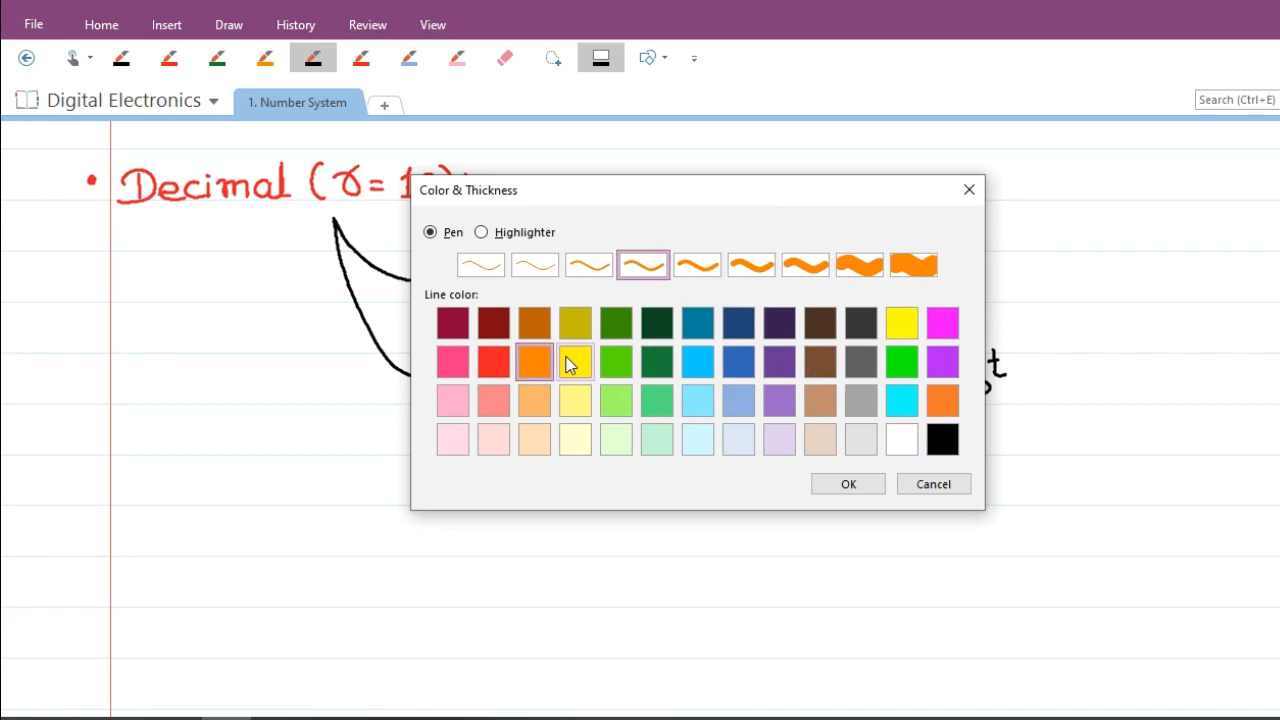 File Home Insert Draw History Review View
Digital Electronics 1. Number System +
Search (Ctrl+E)
• Decimal (r = 1
Color & Thickness
Pen Highlighter
Line color:
OK Cancel